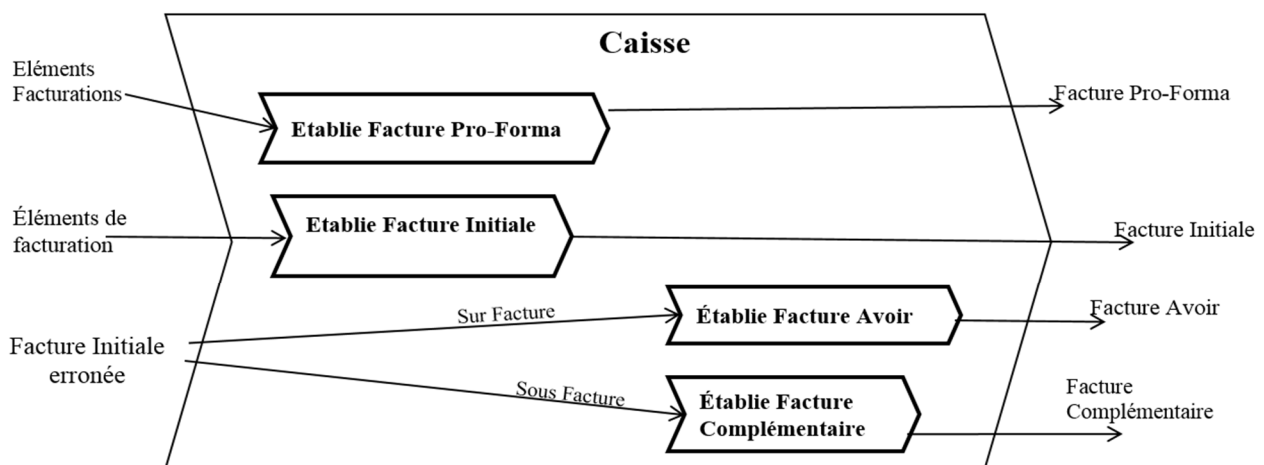 Caisse
Eléments
Facturations
Etablie Facture Pro-Forma
Facture Pro-Forma
Éléments de
facturation
Etablie Facture Initiale
Facture Initiale
Sur Facture
Établie Facture Avoir
Facture Avoir
Facture Initiale
erronée
Sous Facture
Établie Facture
Complémentaire
Facture
Complémentaire